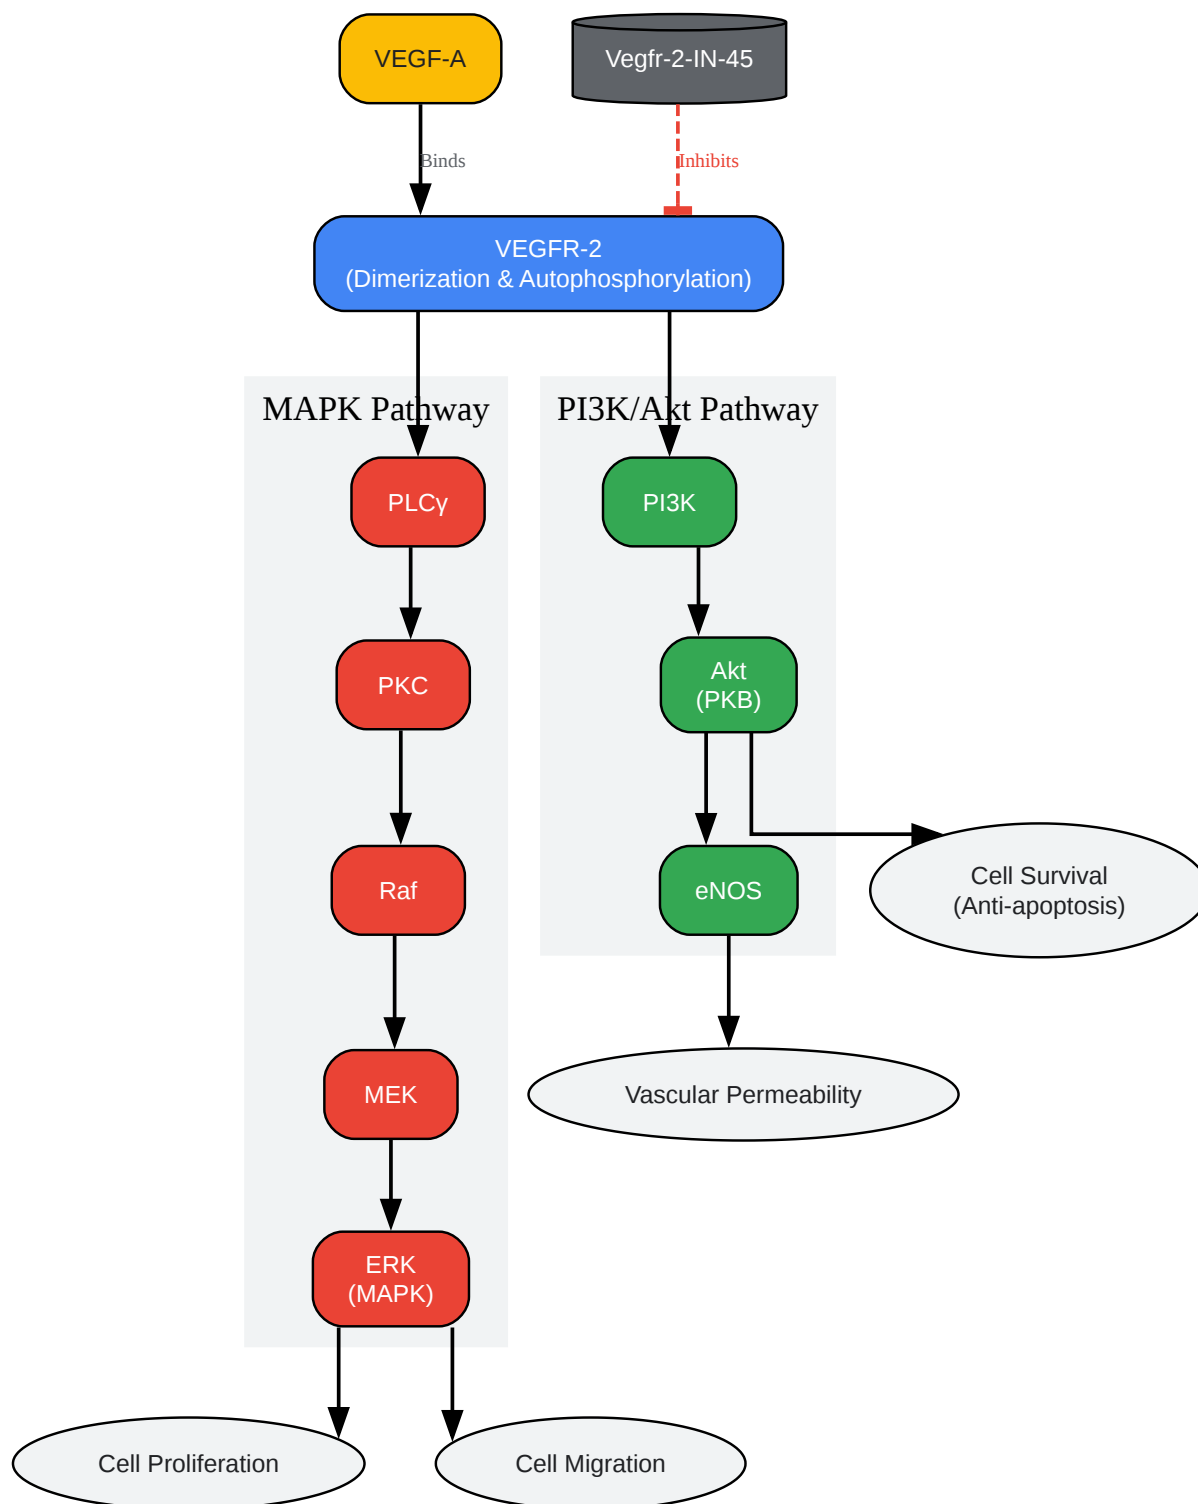 VEGF-A
Vegfr-2-IN-45
Binds
Inhibits
VEGFR-2
(Dimerization & Autophosphorylation)
MAPK Pathway
PI3K/Akt Pathway
PLCγ
PI3K
PKC
Akt
(PKB)
Raf
eNOS
Cell Survival
(Anti-apoptosis)
MEK
Vascular Permeability
ERK
(MAPK)
Cell Proliferation
Cell Migration